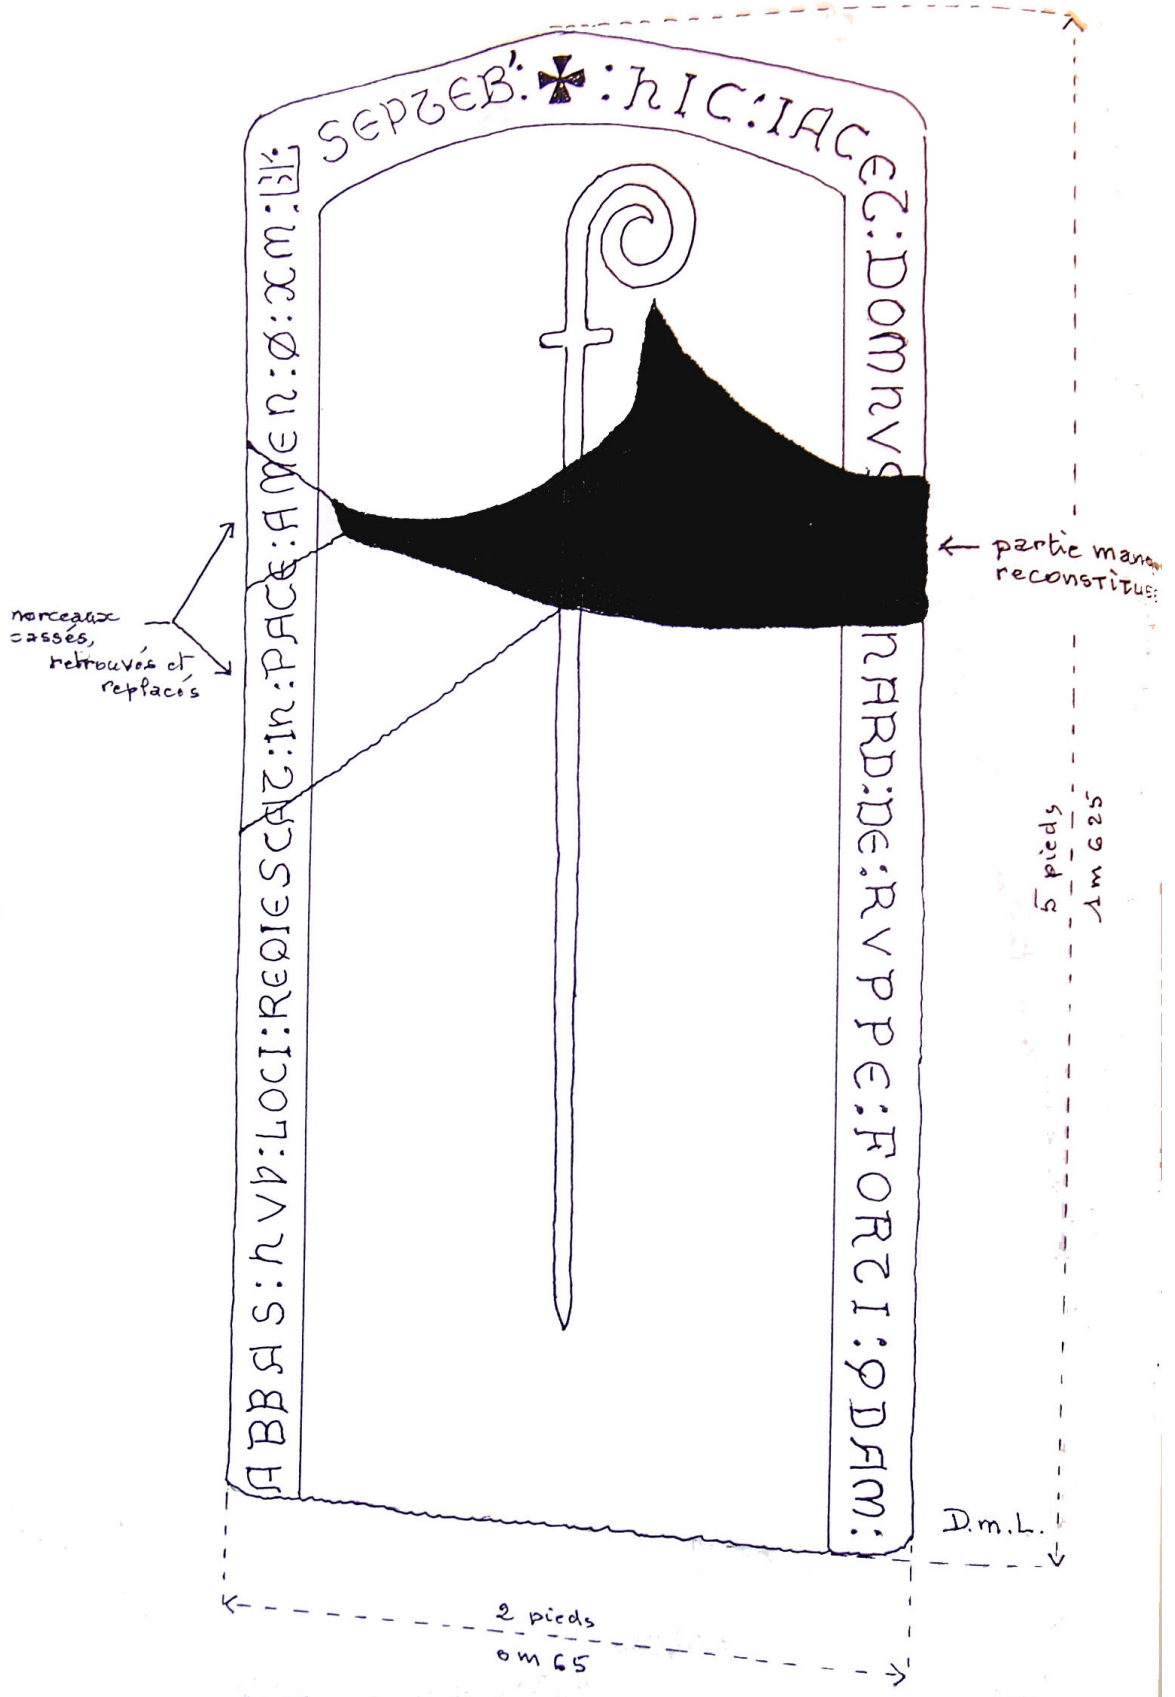 SEPTEB': ✠ : hIC : IACET : DOMNVS
NARD : DE : RVPPE : FORTI : QDAM :
ABBAS : hVB : LOCI : REQIESCAT : IN : PACE : AMEN : Ø : XM :
partie manq
reconstitué
morceaux
cassés,
retrouvés et
replacés
5 pieds
1m625
D.m.L.
2 pieds
0m65